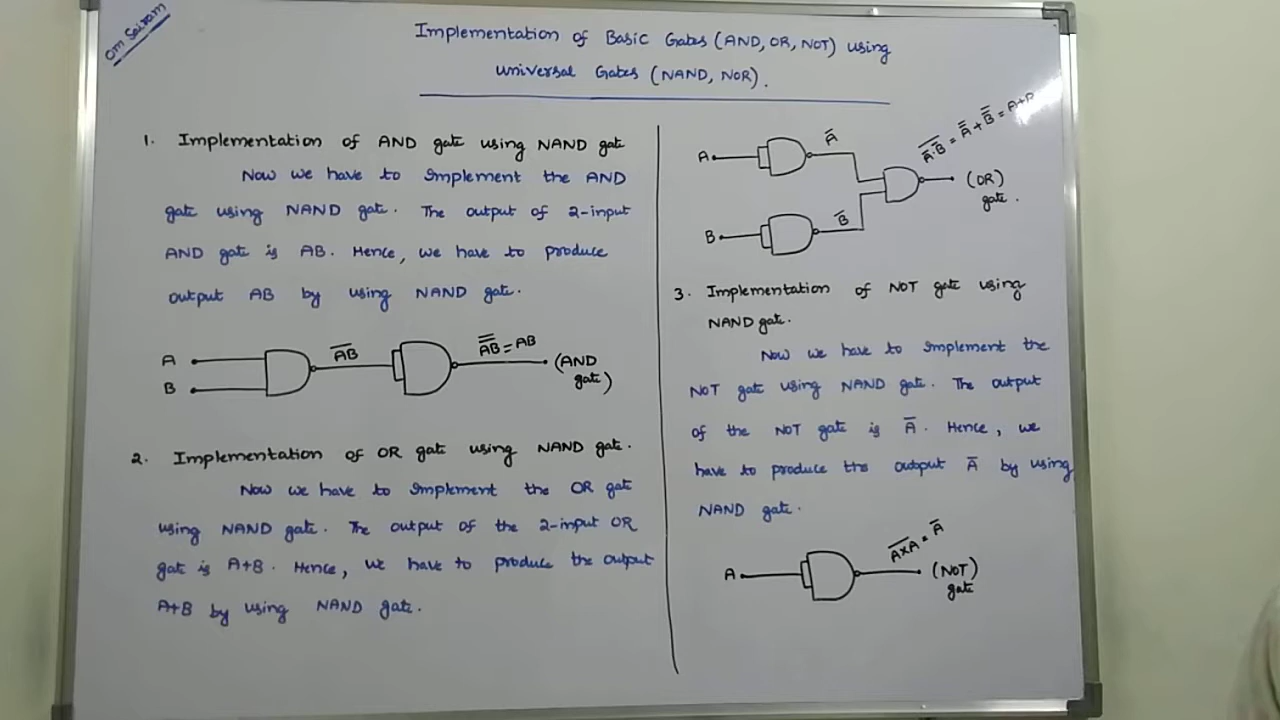 Om Sairam
Implementation of Basic Gates (AND, OR, NOT) using
Universal Gates (NAND, NOR).
1. Implementation of AND gate using NAND gate
Now we have to Implement the AND
gate using NAND gate. The output of 2-input
AND gate is AB. Hence, we have to produce
output AB by using NAND gate.
A
B
A̅B̅
A̿B̿ = AB
(AND
gate)
2. Implementation of OR gate using NAND gate.
Now we have to Implement the OR gate
using NAND gate. The output of the 2-input OR
gate is A+B. Hence, we have to produce the output
A+B by using NAND gate.
A
A̅
B
B̅
(OR)
gate.
3. Implementation of NOT gate using
NAND gate.
Now we have to Implement the
NOT gate using NAND gate. The output
of the NOT gate is A̅. Hence, we
have to produce the output A̅ by using
NAND gate.
A
A̅×̅A̅ = A̅
(NOT)
gate